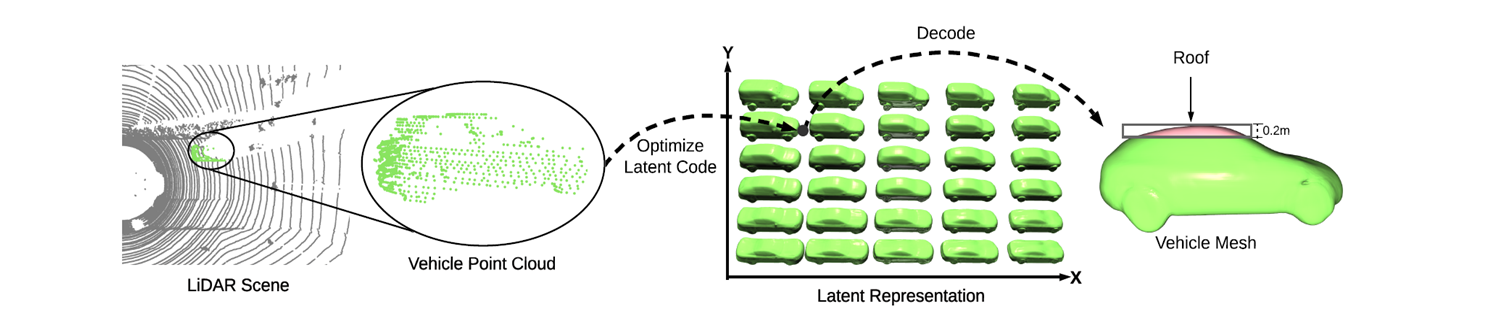 LiDAR Scene
Vehicle Point Cloud
Optimize
Latent Code
Y
X
Latent Representation
Decode
Roof
0.2m
Vehicle Mesh